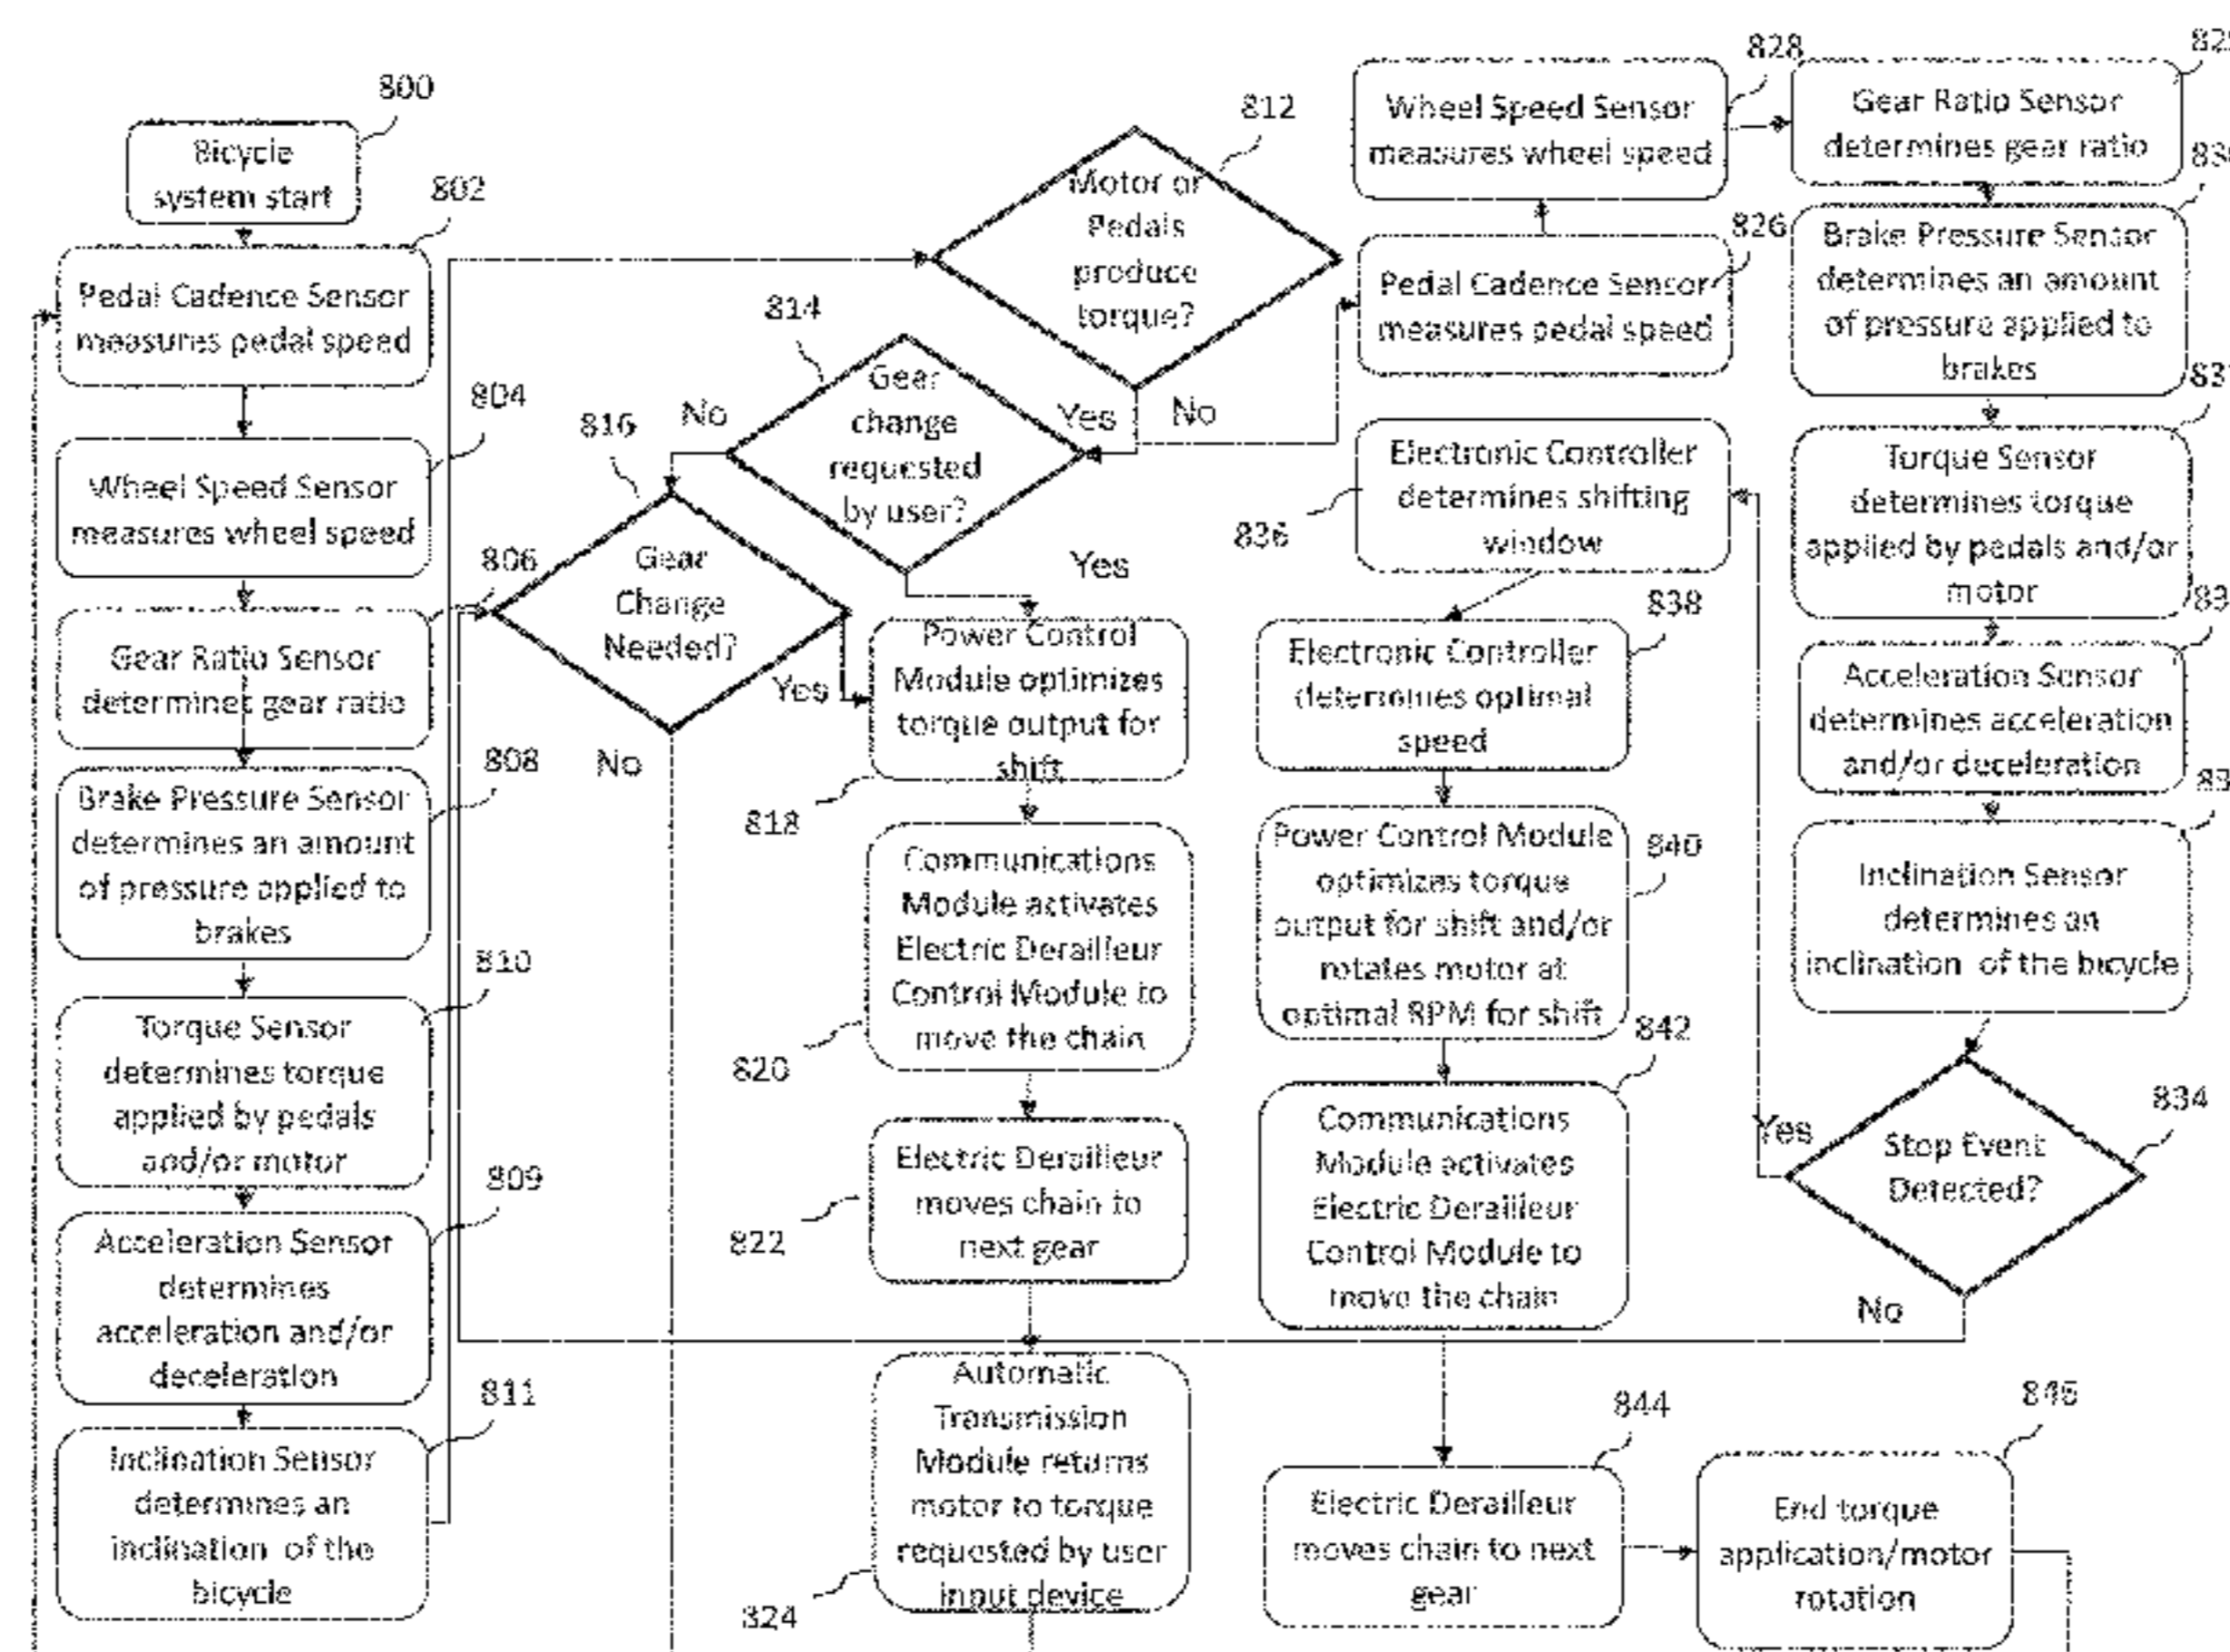 800
Bicycle
system start
802
Pedal Cadence Sensor
measures pedal speed
804
Wheel Speed Sensor
measures wheel speed
806
Gear Ratio Sensor
determines gear ratio
808
Brake Pressure Sensor
determines an amount
of pressure applied to
brakes
810
Torque Sensor
determines torque
applied by pedals
and/or motor
809
Acceleration Sensor
determines
acceleration and/or
deceleration
811
Inclination Sensor
determines an
inclination of the
bicycle
812
Motor or
Pedals
produce
torque?
Yes
No
814
Gear
change
requested
by user?
No
Yes
816
Gear
Change
Needed?
Yes
No
Power Control
Module optimizes
torque output for
shift
818
Communications
Module activates
Electric Derailleur
Control Module to
move the chain
820
Electric Derailleur
moves chain to
next gear
822
Automatic
Transmission
Module returns
motor to torque
requested by user
input device
824
826
Pedal Cadence Sensor
measures pedal speed
828
Wheel Speed Sensor
measures wheel speed
Gear Ratio Sensor
determines gear ratio
Brake Pressure Sensor
determines an amount
of pressure applied to
brakes
Torque Sensor
determines torque
applied by pedals and/or
motor
Acceleration Sensor
determines acceleration
and/or deceleration
Inclination Sensor
determines an
inclination of the bicycle
834
Stop Event
Detected?
Yes
No
Electronic Controller
determines shifting
window
836
838
Electronic Controller
determines optimal
speed
840
Power Control Module
optimizes torque
output for shift and/or
rotates motor at
optimal RPM for shift
842
Communications
Module activates
Electric Derailleur
Control Module to
move the chain
844
Electric Derailleur
moves chain to next
gear
846
End torque
application/motor
rotation